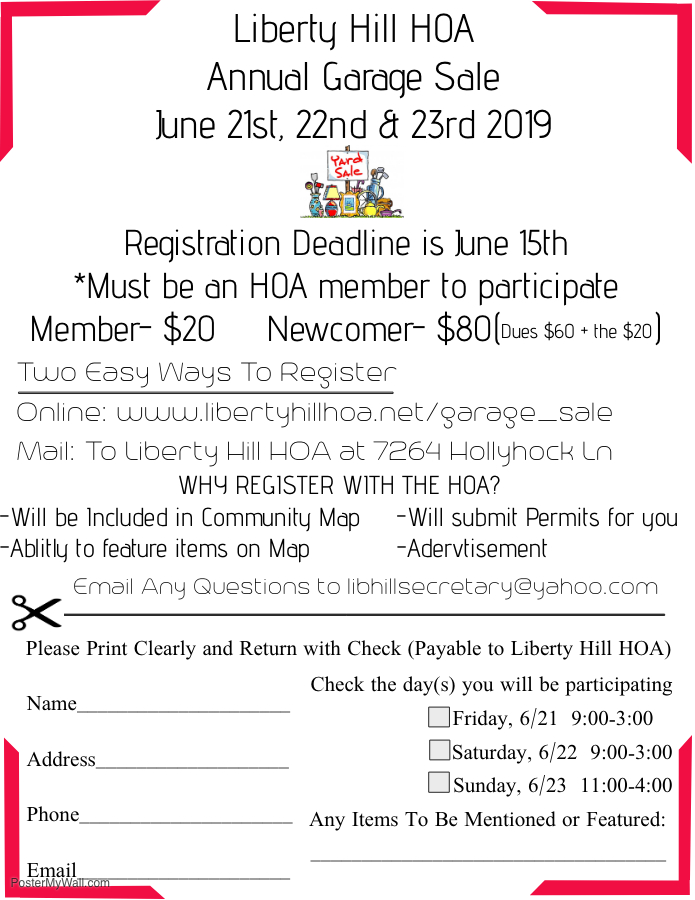 Liberty Hill HOA
Annual Garage Sale
June 21st, 22nd & 23rd 2019
Yard
Sale
Registration Deadline is June 15th
*Must be an HOA member to participate
Member- $20 Newcomer- $80(Dues $60 + the $20)
Two Easy Ways To Register
Online: www.libertyhillhoa.net/garage_sale
Mail: To Liberty Hill HOA at 7264 Hollyhock Ln
WHY REGISTER WITH THE HOA?
-Will be Included in Community Map -Will submit Permits for you
-Ablitly to feature items on Map -Adervtisement
Email Any Questions to libhillsecretary@yahoo.com
Please Print Clearly and Return with Check (Payable to Liberty Hill HOA)
Check the day(s) you will be participating
Name____________________
Friday, 6/21 9:00-3:00
Saturday, 6/22 9:00-3:00
Address__________________
Sunday, 6/23 11:00-4:00
Phone____________________
Any Items To Be Mentioned or Featured:
__________________________________
Email____________________
PosterMyWall.com